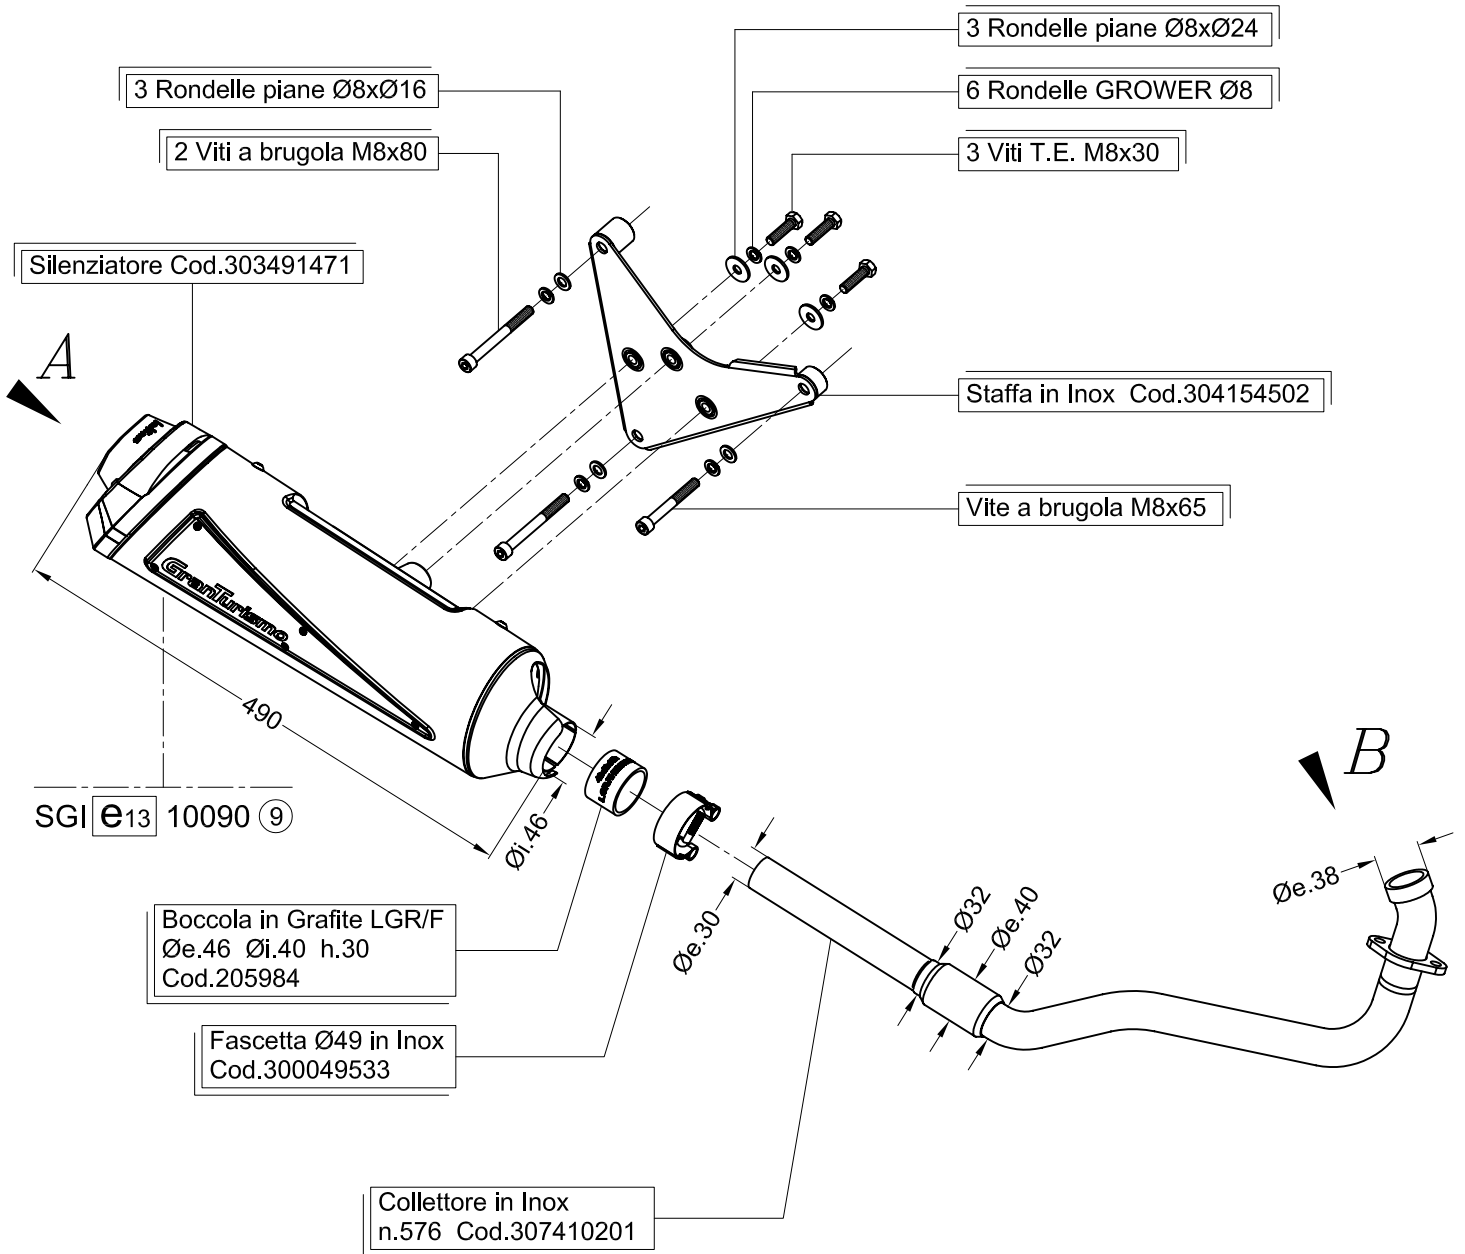 3 Rondelle piane Ø8xØ24
3 Rondelle piane Ø8xØ16
6 Rondelle GROWER Ø8
2 Viti a brugola M8x80
3 Viti T.E. M8x30
Silenziatore Cod.303491471
A
Staffa in Inox Cod.304154502
Vite a brugola M8x65
GranTurismo
490
B
SGI e13 10090 9
Øi.46
Øe.38
Boccola in Grafite LGR/F
Øe.46 Øi.40 h.30
Cod.205984
Øe.30
Ø32
Øe.40
Ø32
Fascetta Ø49 in Inox
Cod.300049533
Collettore in Inox
n.576 Cod.307410201